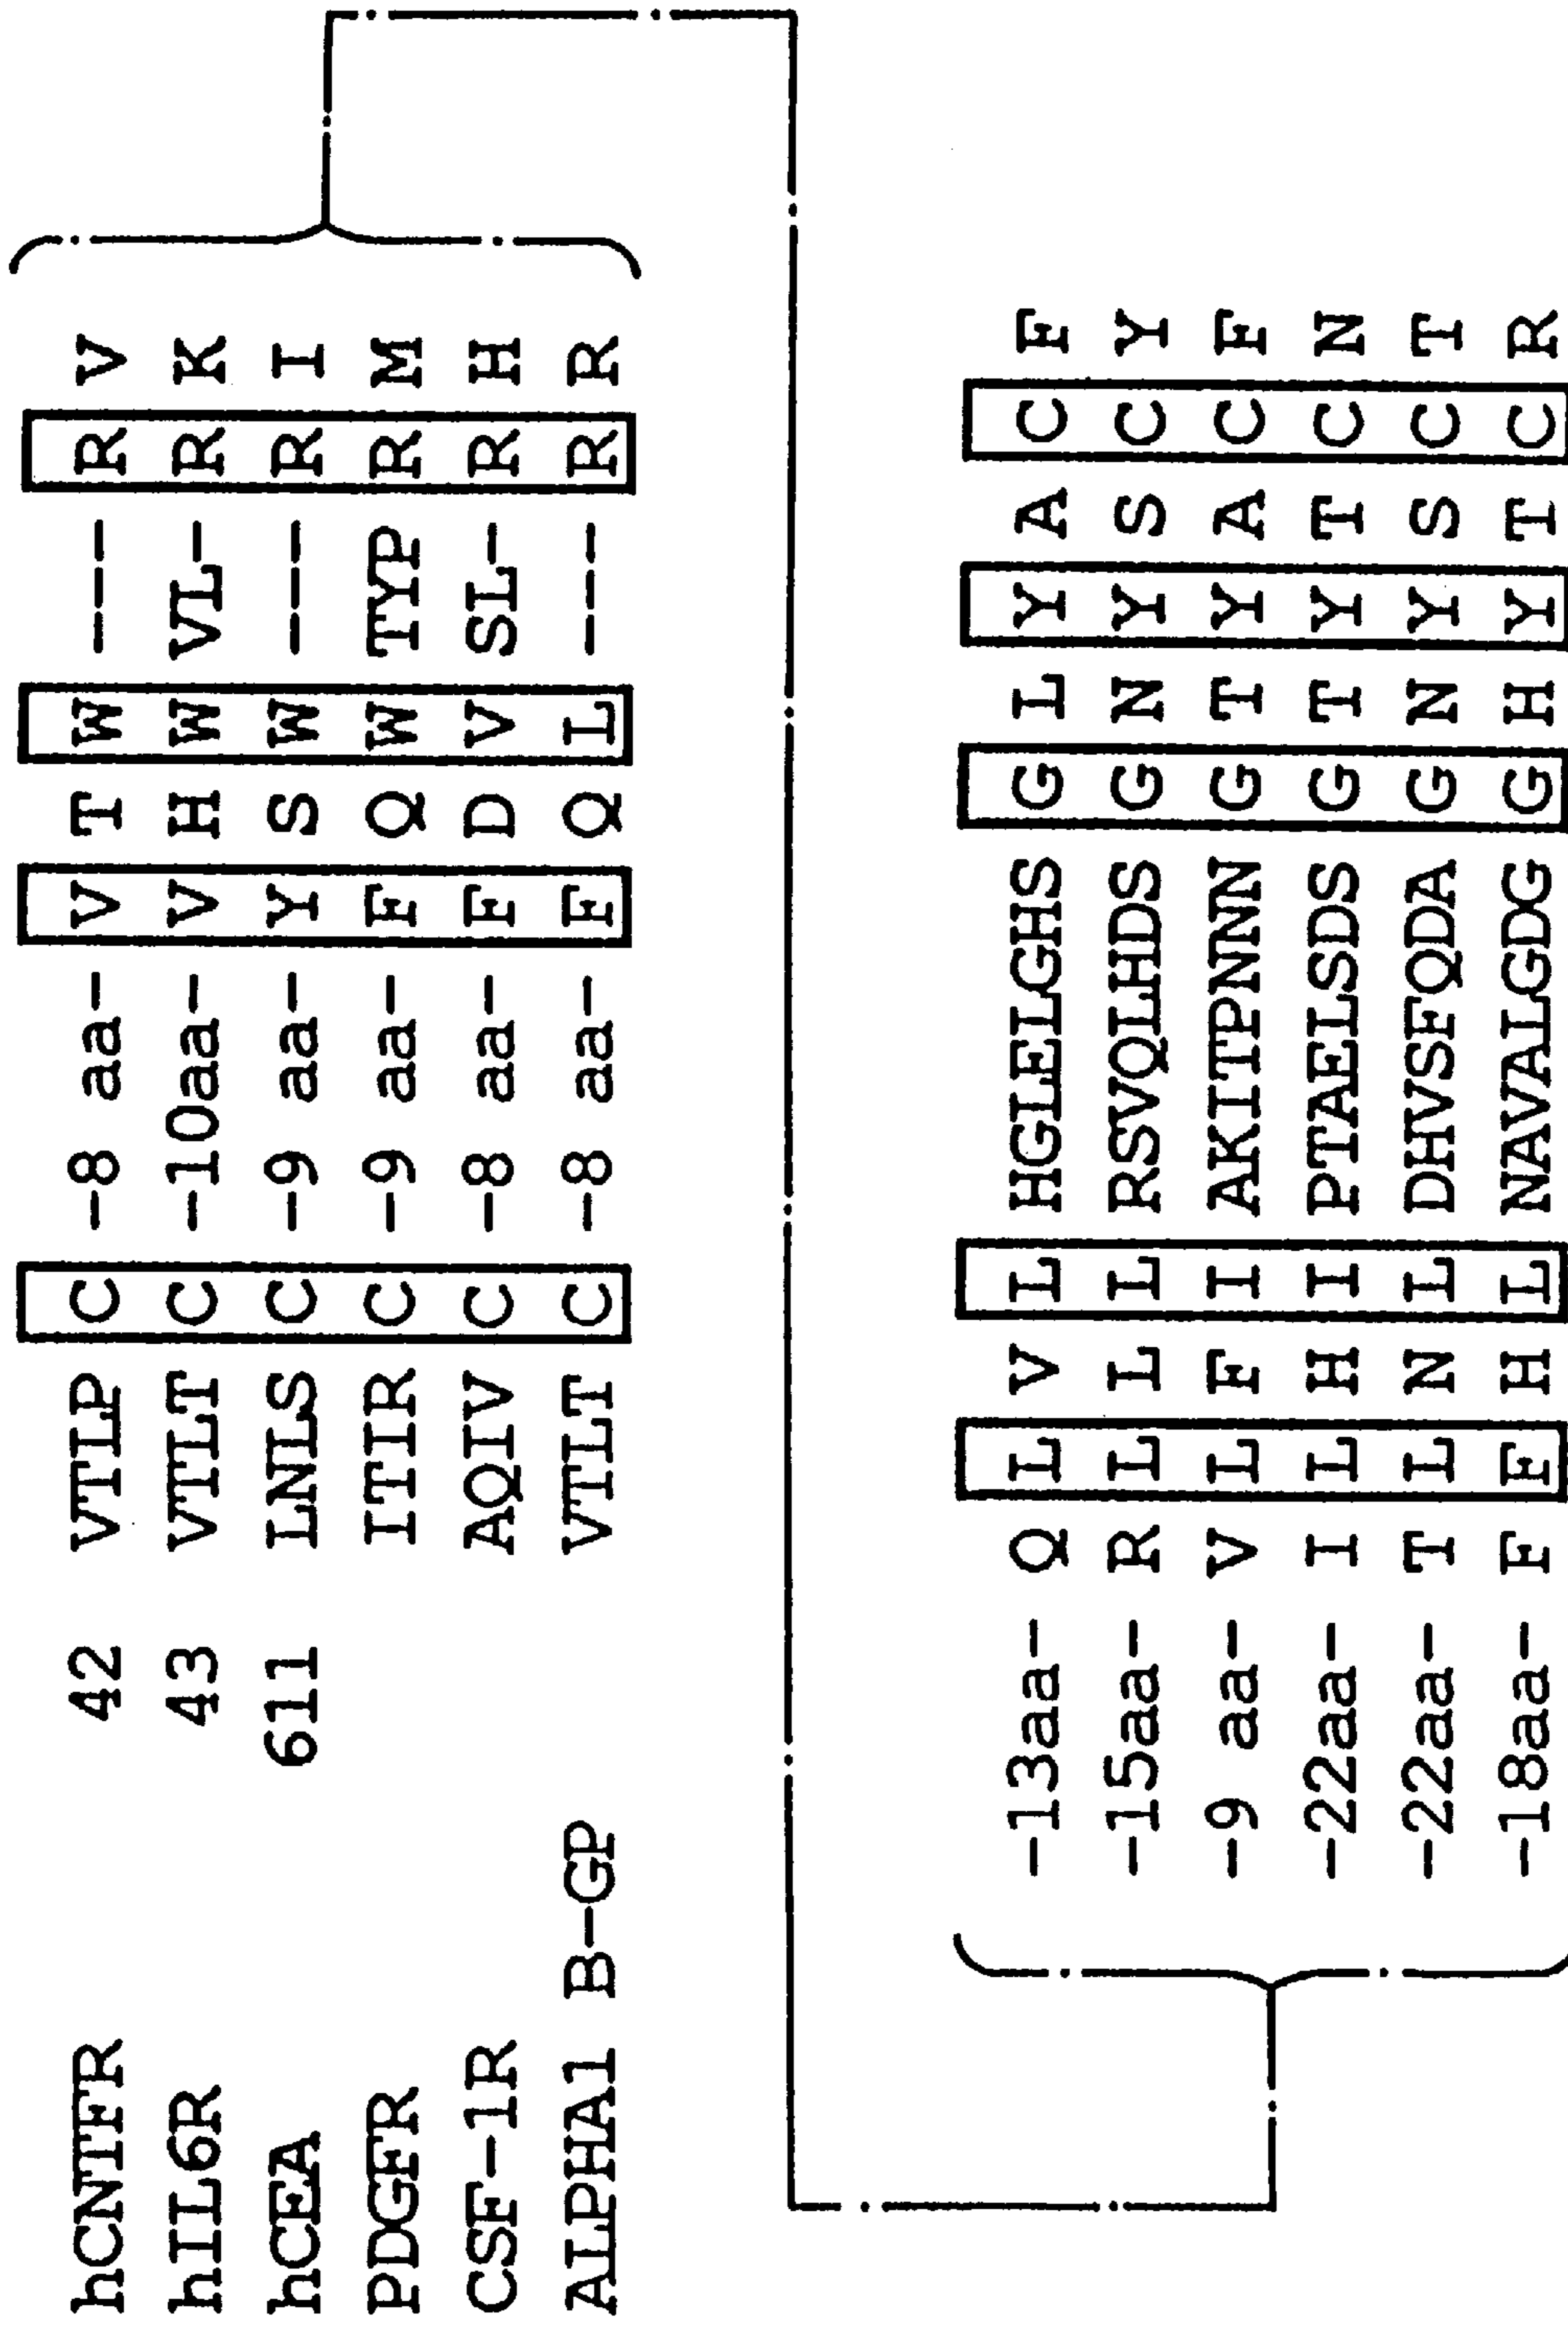 hCNTFR 42 VTLP C -8 aa- V T W --- R V
hIL6R 43 VTLT C -10aa- V H W VL- R K
hCEA 611 LNLS C -9 aa- Y S W --- R I
PDGFR ITIR C -9 aa- F Q W TYP R M
CSF-1R AQIV C -8 aa- F D V SL- R H
ALPHA1 B-GP VTLT C -8 aa- F Q L --- R R
-13aa- Q L V L HGLELGHS G L Y A C F
-15aa- R L L L RSVQLHDS G N Y S C Y
-9 aa- V L F I AKITPNNN G T Y A C F
-22aa- I L H I PTAELSDS G T Y T C N
-22aa- T L N L DHVSFQDA G N Y S C T
-18aa- F F H L NAVALGDG G H Y T C R